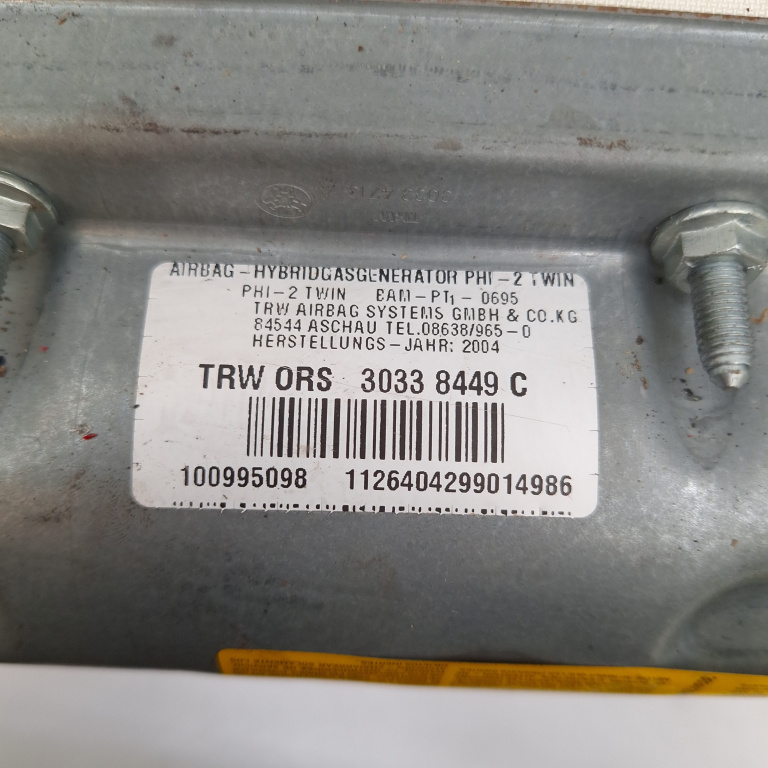 AIRBAG - HYBRIDGASGENERATOR PHI - 2 TWIN
PHI - 2 TWIN BAM - PT1 - 0695
TRW AIRBAG SYSTEMS GMBH & CO.KG
84544 ASCHAU TEL.08638/965-0
HERSTELLUNGS - JAHR: 2004
TRW ORS 3033 8449 C
100995098 1126404299014986